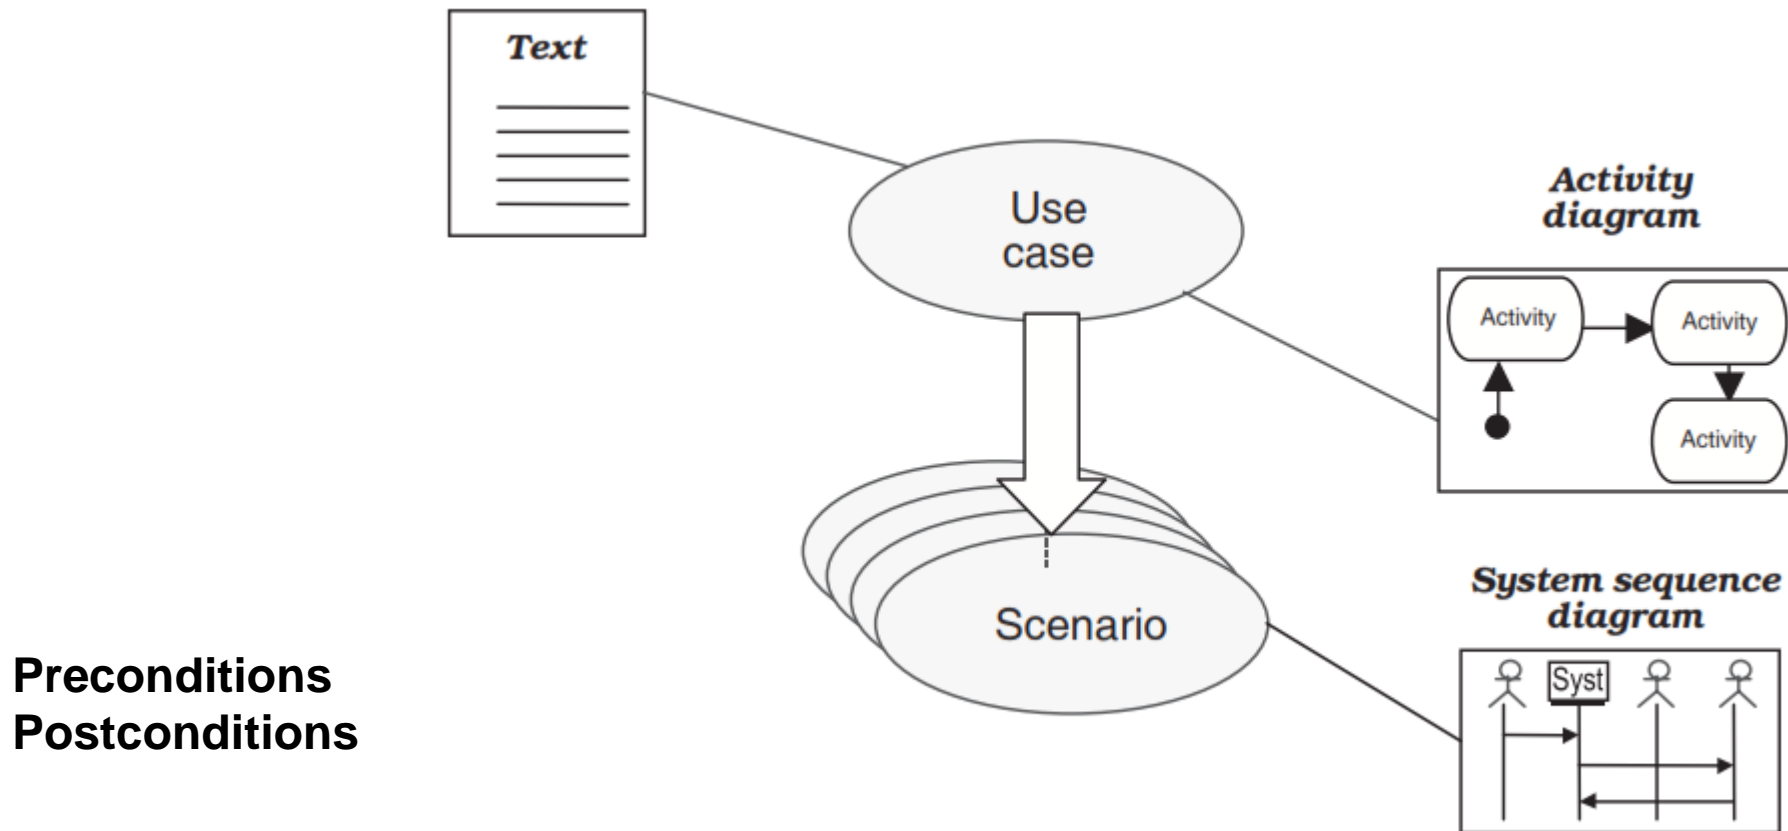 Text
Use
case
Activity
diagram
Activity
Activity
Activity
Scenario
System sequence
diagram
Syst
Preconditions
Postconditions